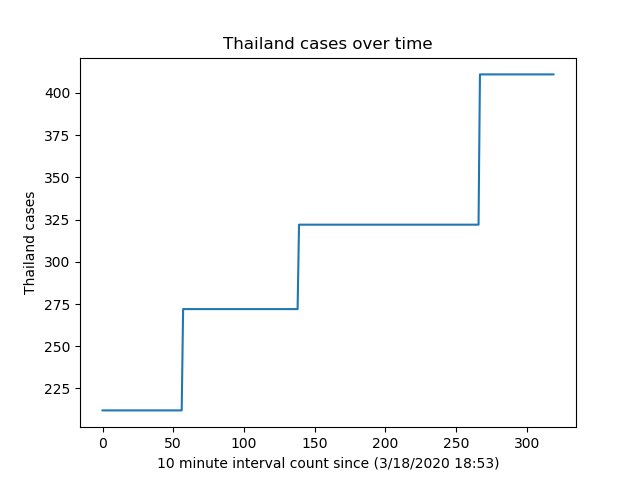 Thailand cases over time
400
375
350
325
300
275
250
225
Thailand cases
0 50 100 150 200 250 300
10 minute interval count since (3/18/2020 18:53)